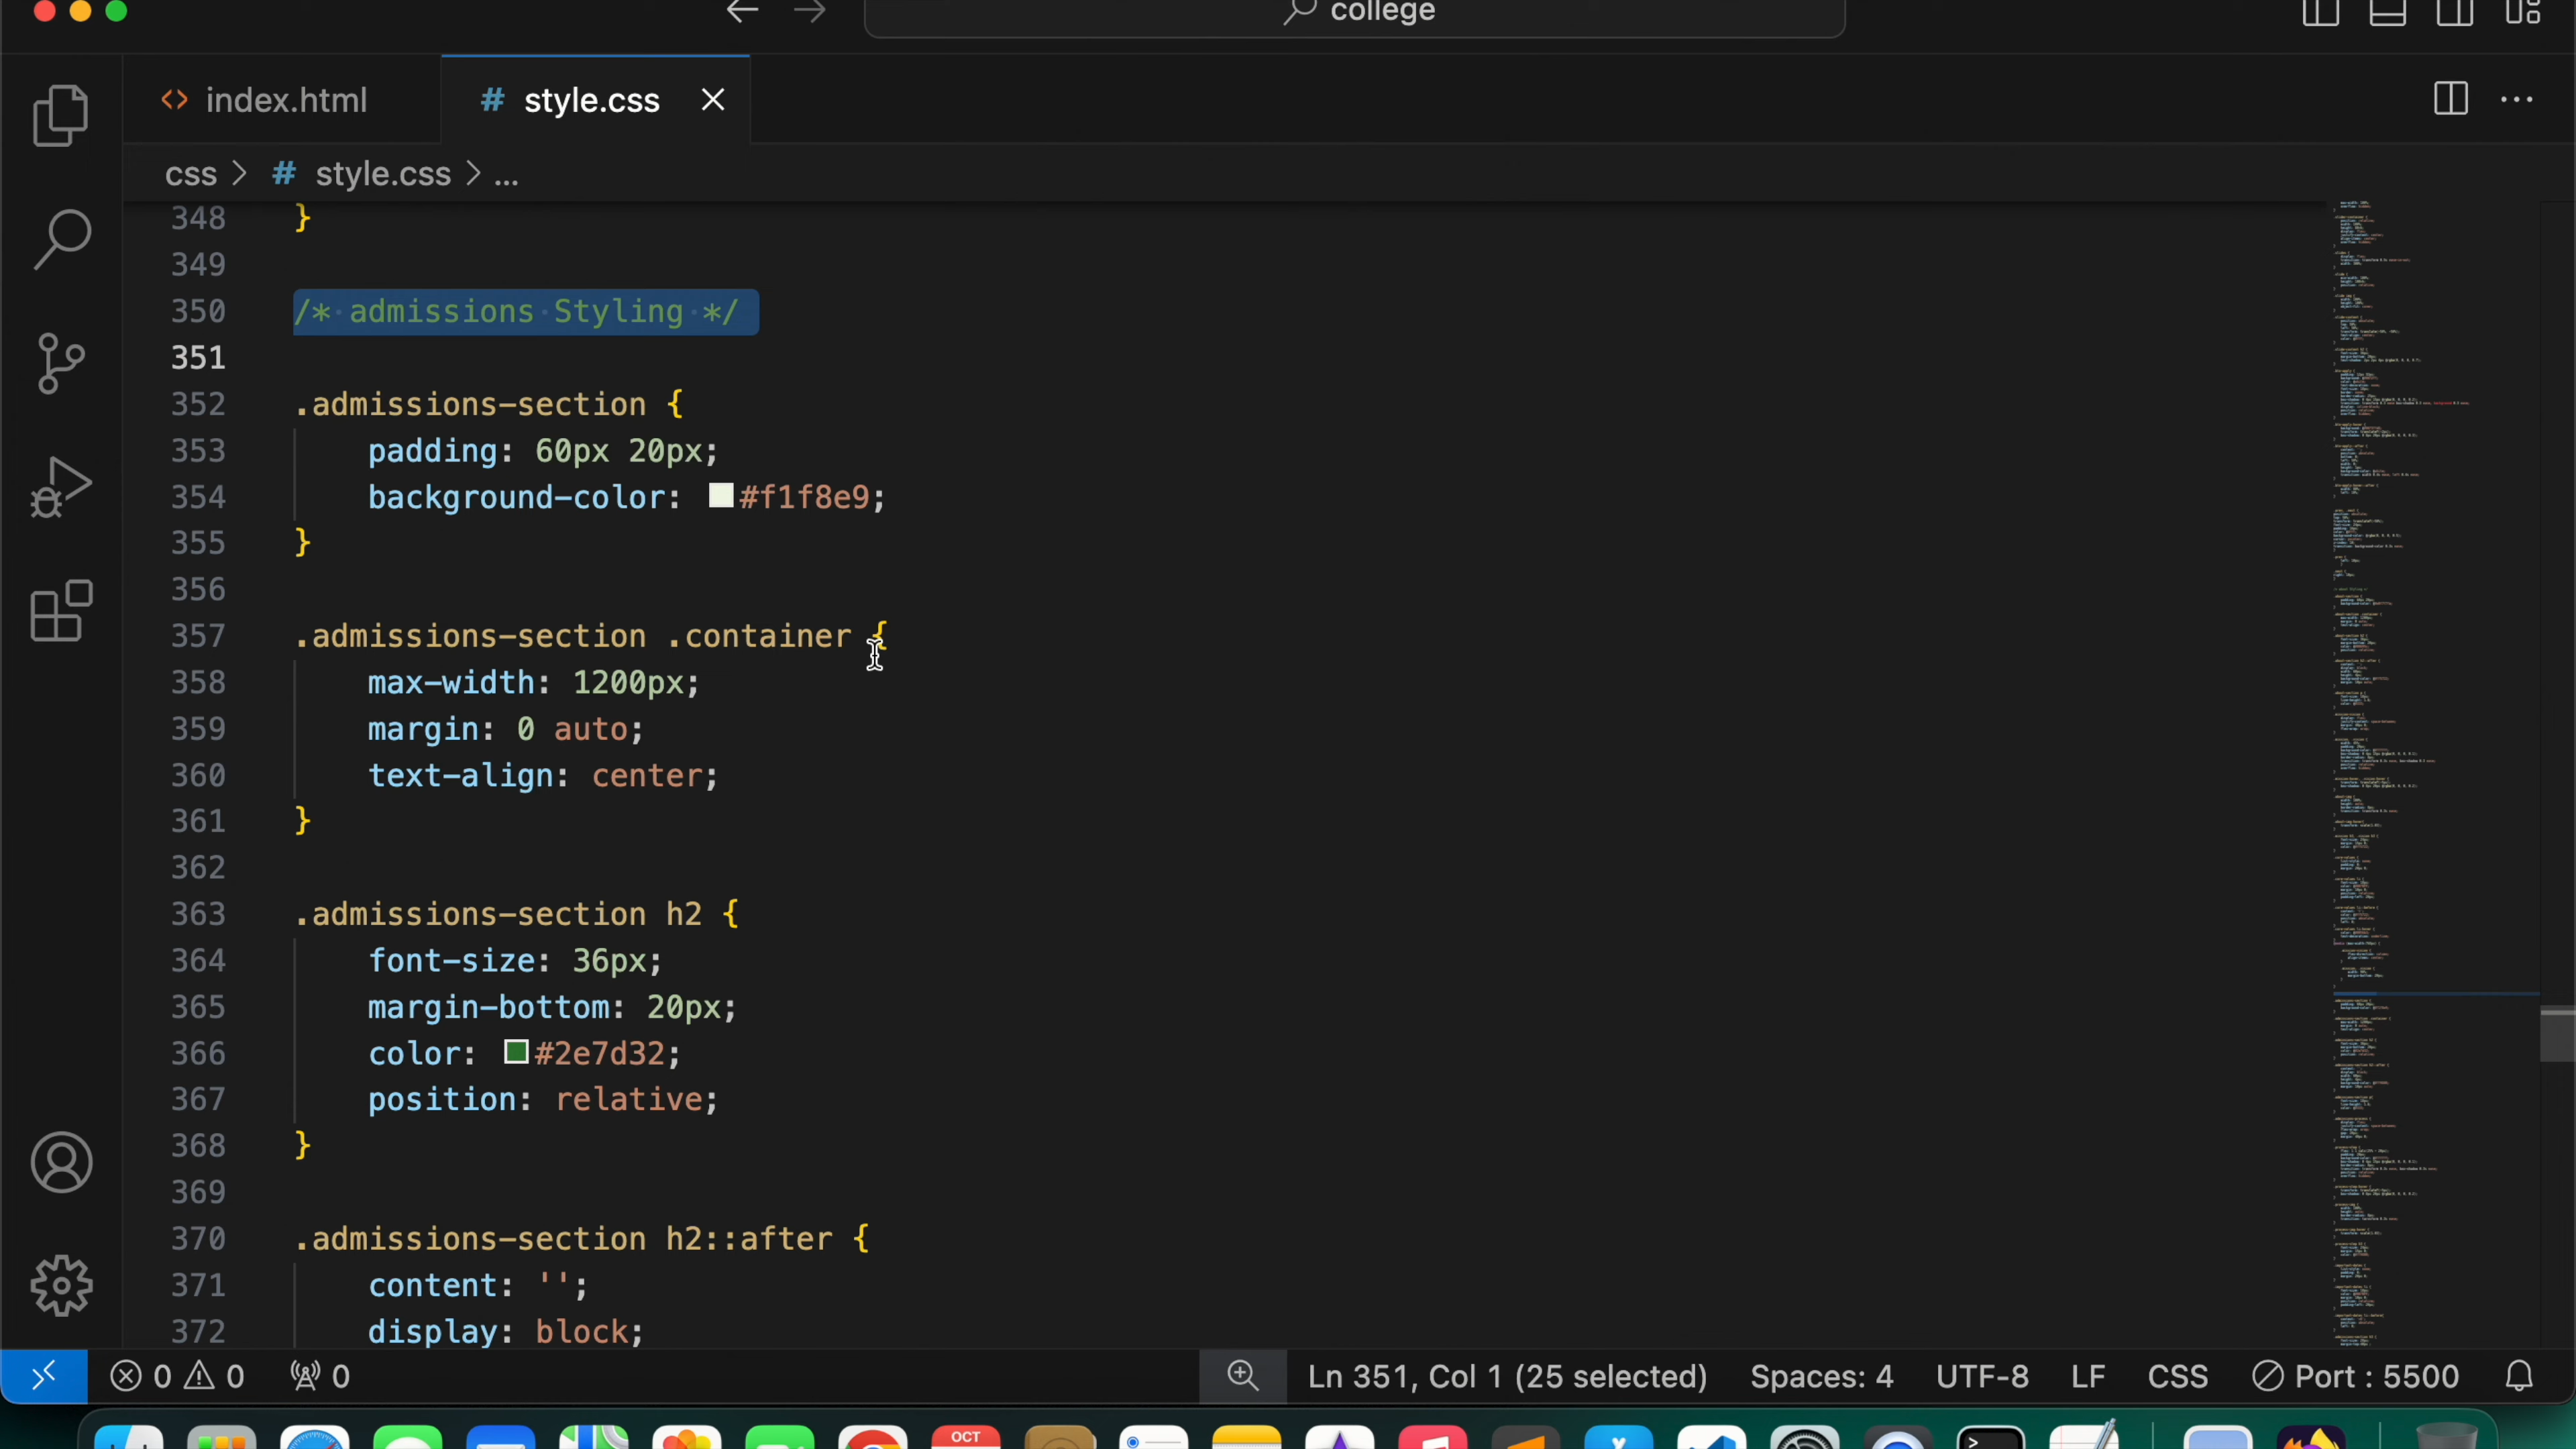 college
index.html
style.css
css > # style.css > ...
348 }
349
350 /* admissions Styling */
351
352 .admissions-section {
353 padding: 60px 20px;
354 background-color: #f1f8e9;
355 }
356
357 .admissions-section .container {
358 max-width: 1200px;
359 margin: 0 auto;
360 text-align: center;
361 }
362
363 .admissions-section h2 {
364 font-size: 36px;
365 margin-bottom: 20px;
366 color: #2e7d32;
367 position: relative;
368 }
369
370 .admissions-section h2::after {
371 content: '';
372 display: block;
0 0 0 Ln 351, Col 1 (25 selected) Spaces: 4 UTF-8 LF CSS Port : 5500
OCT